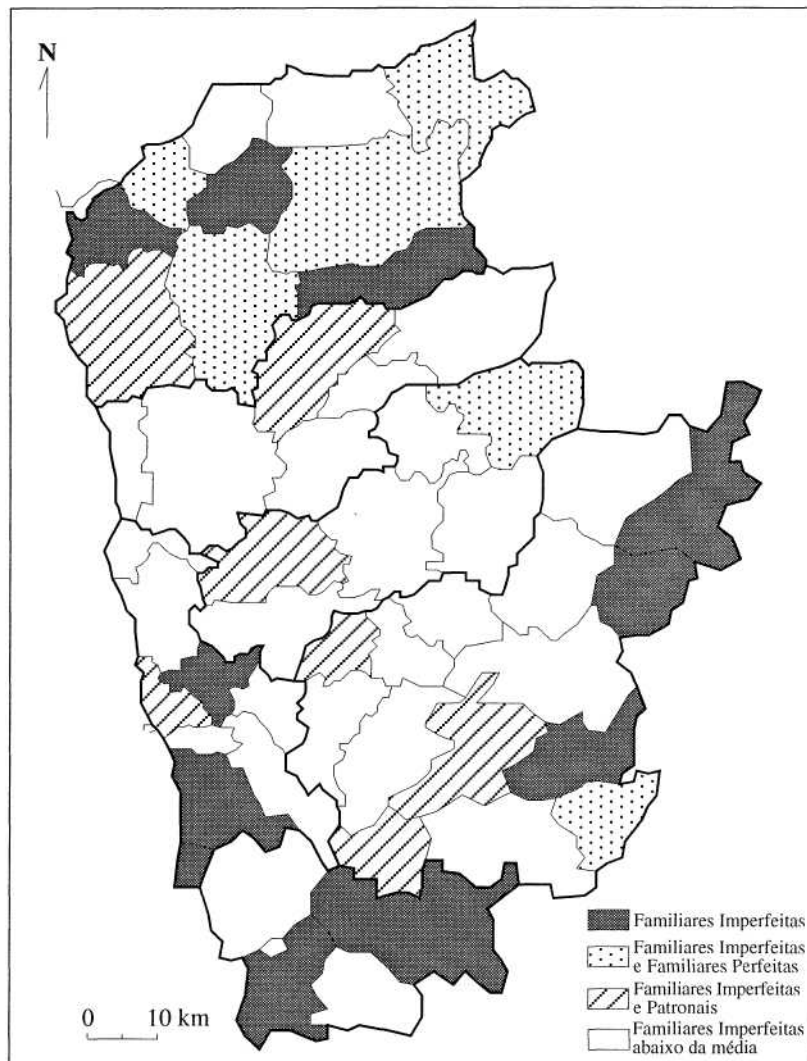 N
Familiares Imperfeitas
Familiares Imperfeitas
e Familiares Perfeitas
Familiares Imperfeitas
e Patronais
Familiares Imperfeitas
abaixo da média
0 10 km